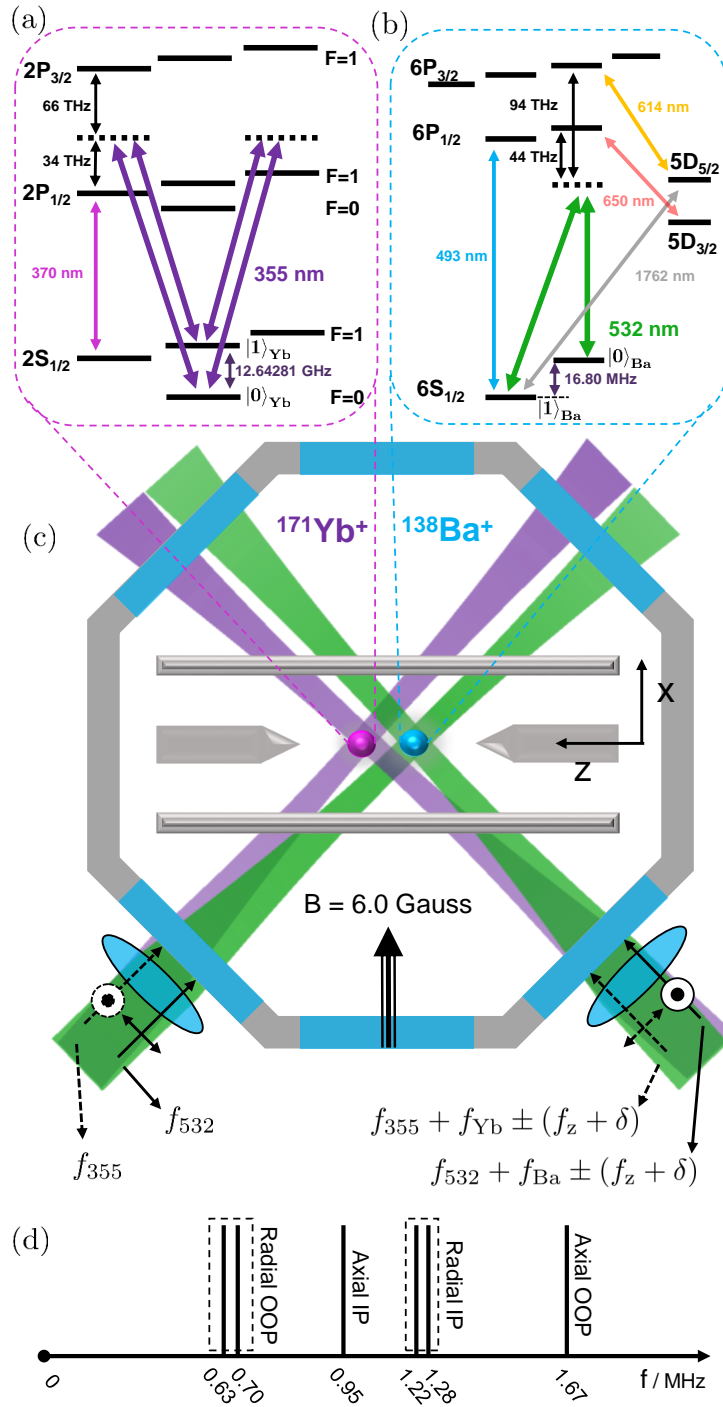 (a)
2P3/2
F=1
66 THz
34 THz
2P1/2
F=1
F=0
370 nm
355 nm
|1⟩Yb
F=1
2S1/2
12.64281 GHz
|0⟩Yb
F=0
(b)
6P3/2
94 THz
614 nm
6P1/2
44 THz
5D5/2
650 nm
5D3/2
493 nm
1762 nm
532 nm
|0⟩Ba
16.80 MHz
6S1/2
|1⟩Ba
(c)
171Yb+
138Ba+
X
Z
B = 6.0 Gauss
f532
f355
f355 + fYb ± (fz + δ)
f532 + fBa ± (fz + δ)
(d)
Radial OOP
Axial IP
Radial IP
Axial OOP
0
0.63
0.70
0.95
1.22
1.28
1.67
f / MHz